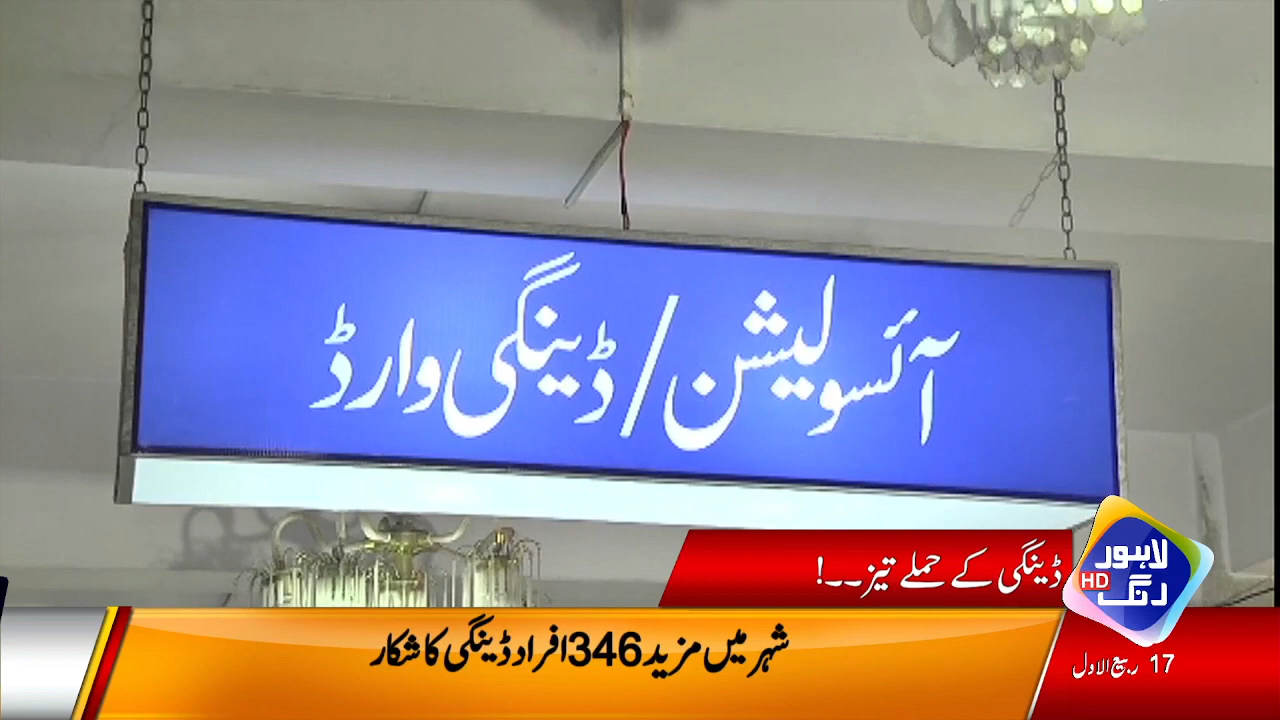 آئسولیشن/ڈینگی وارڈ
ڈینگی کے حملے تیز۔۔!
لاہور
HD
رنگ
شہر میں مزید 346 افراد ڈینگی کا شکار
17 ربیع الاول